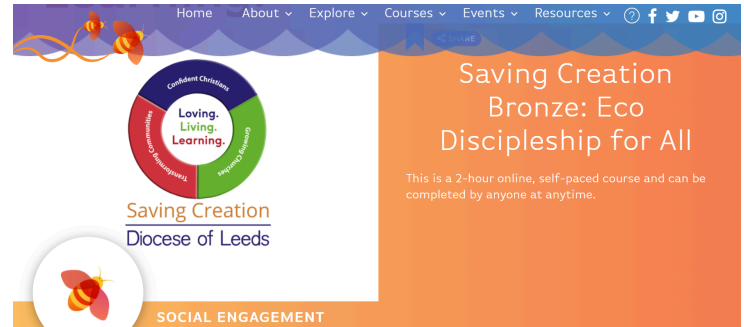 Home About Explore Courses Events Resources ?
SHARE
Confident Christians
Growing Churches
Transforming Communities
Loving.
Living.
Learning.
Saving Creation
Diocese of Leeds
Saving Creation
Bronze: Eco
Discipleship for All
This is a 2-hour online, self-paced course and can be
completed by anyone at anytime.
SOCIAL ENGAGEMENT